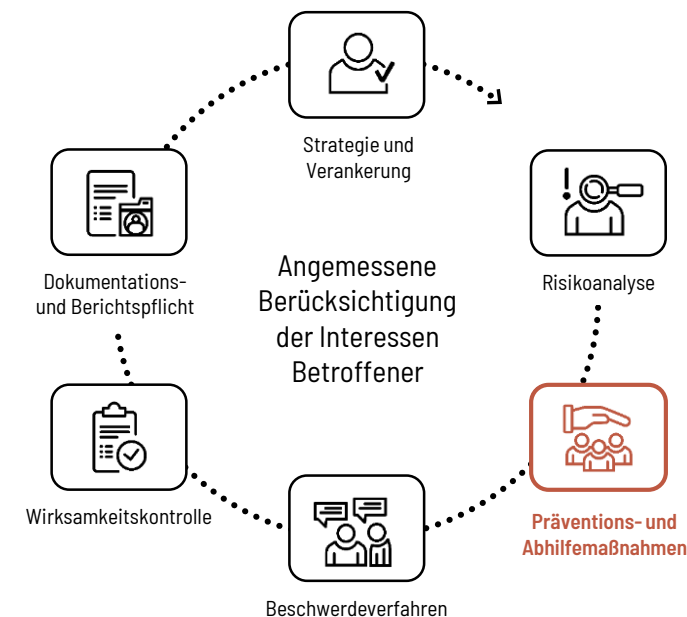 Strategie und
Verankerung
Risikoanalyse
Präventions- und
Abhilfemaßnahmen
Beschwerdeverfahren
Wirksamkeitskontrolle
Dokumentations-
und Berichtspflicht
Angemessene
Berücksichtigung
der Interessen
Betroffener